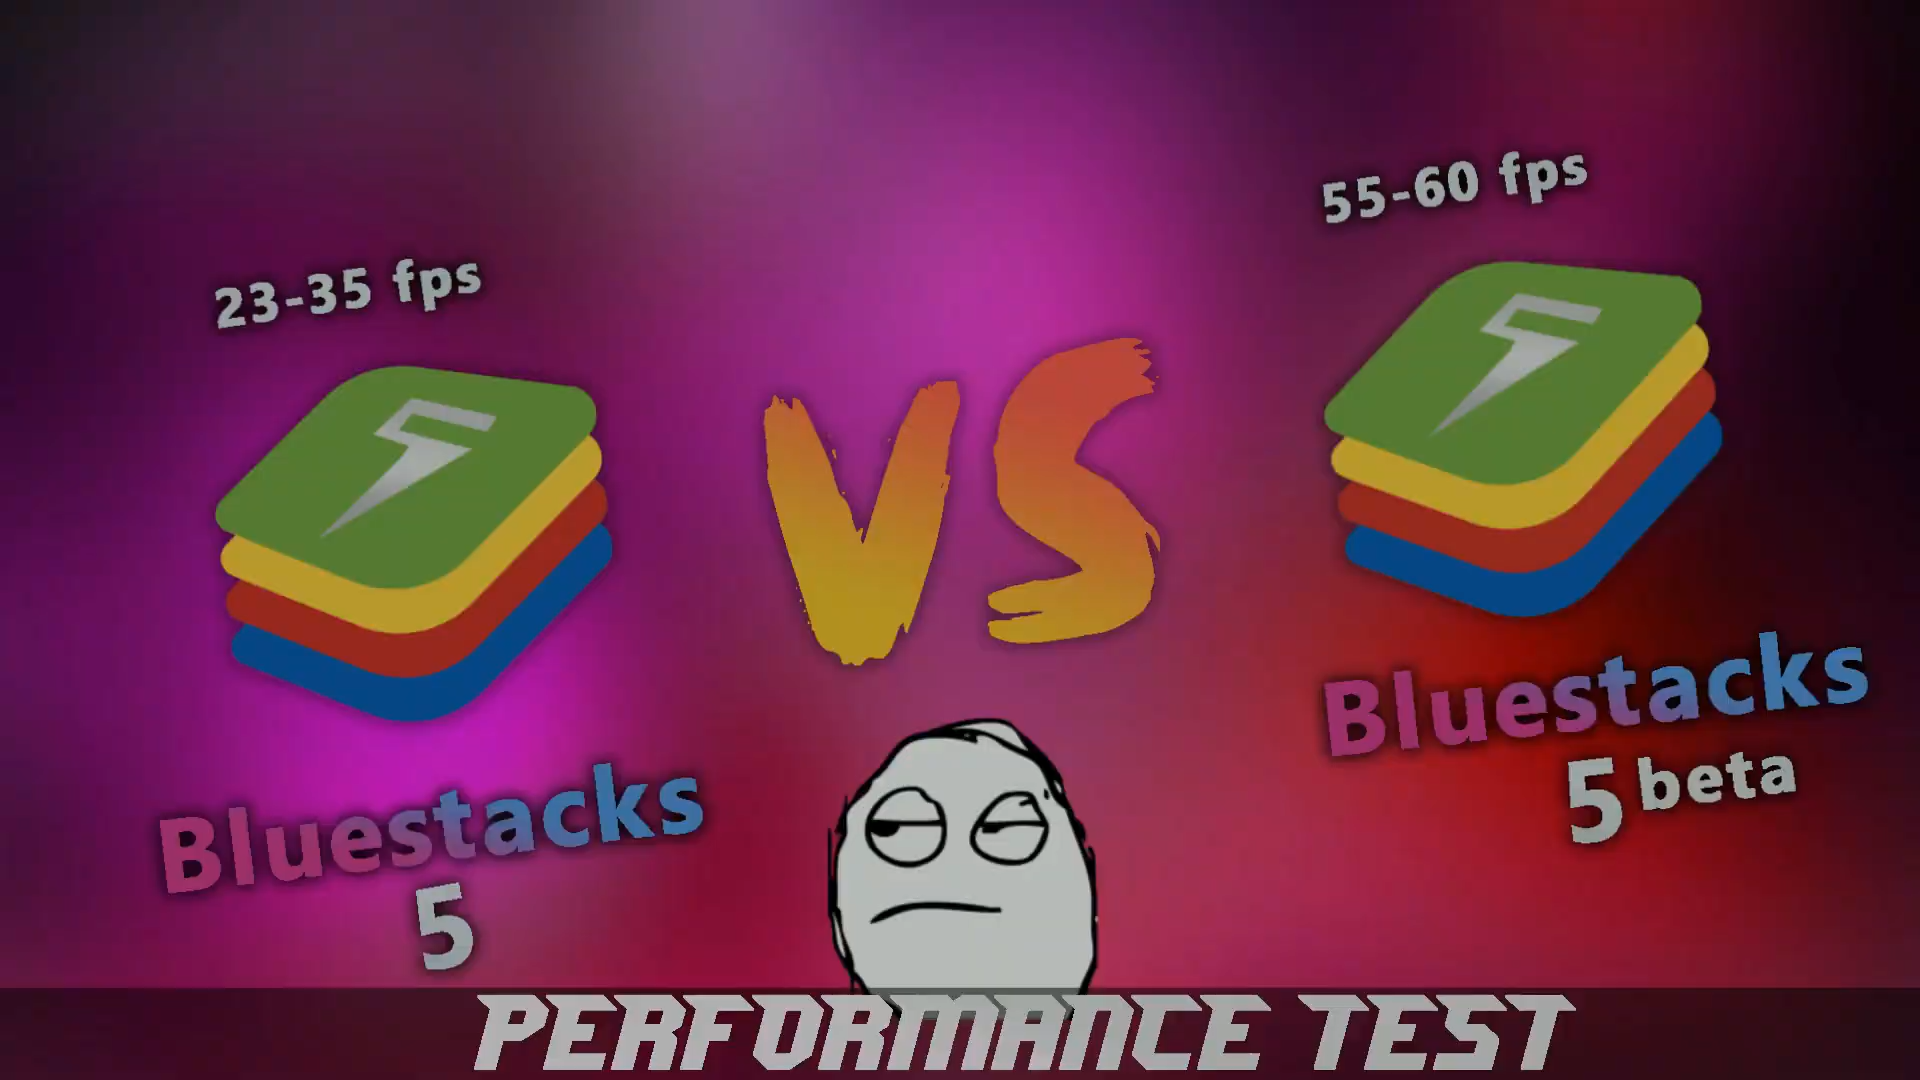 23-35 fps
Bluestacks
5
VS
55-60 fps
Bluestacks
5 beta
PERFORMANCE TEST